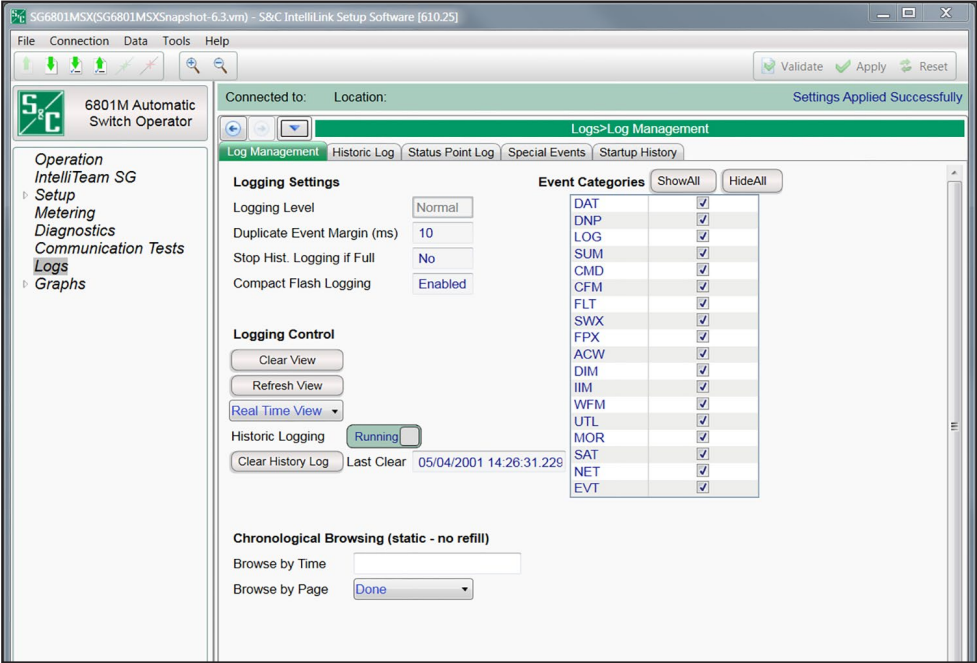 SG6801MSX(SG6801MSXSnapshot-6.3.vm) - S&C IntelliLink Setup Software [610.25]
File Connection Data Tools Help
Validate Apply Reset
S&C
6801M Automatic
Switch Operator
Connected to: Location: Settings Applied Successfully
Logs>Log Management
Log Management Historic Log Status Point Log Special Events Startup History
Operation
IntelliTeam SG
Setup
Metering
Diagnostics
Communication Tests
Logs
Graphs
Logging Settings
Logging Level Normal
Duplicate Event Margin (ms) 10
Stop Hist. Logging if Full No
Compact Flash Logging Enabled
Logging Control
Clear View
Refresh View
Real Time View
Historic Logging Running
Clear History Log Last Clear 05/04/2001 14:26:31.229
Event Categories ShowAll HideAll
DAT
DNP
LOG
SUM
CMD
CFM
FLT
SWX
FPX
ACW
DIM
IIM
WFM
UTL
MOR
SAT
NET
EVT
Chronological Browsing (static - no refill)
Browse by Time
Browse by Page Done